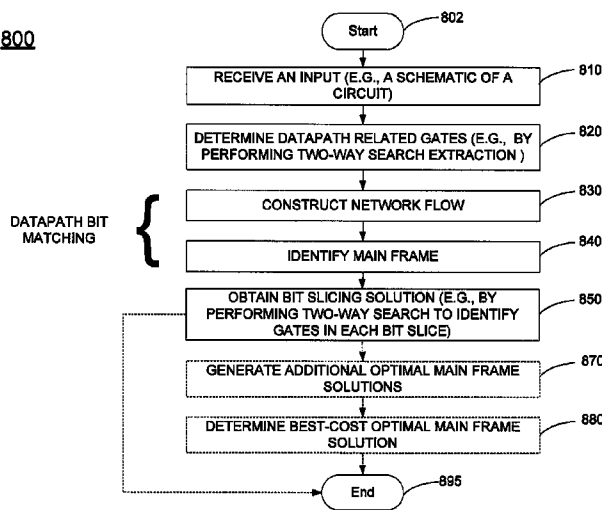 800
Start
802
RECEIVE AN INPUT (E.G., A SCHEMATIC OF A
CIRCUIT)
810
DETERMINE DATAPATH RELATED GATES (E.G., BY
PERFORMING TWO-WAY SEARCH EXTRACTION )
820
DATAPATH BIT
MATCHING
CONSTRUCT NETWORK FLOW
830
IDENTIFY MAIN FRAME
840
OBTAIN BIT SLICING SOLUTION (E.G., BY
PERFORMING TWO-WAY SEARCH TO IDENTIFY
GATES IN EACH BIT SLICE)
850
GENERATE ADDITIONAL OPTIMAL MAIN FRAME
SOLUTIONS
870
DETERMINE BEST-COST OPTIMAL MAIN FRAME
SOLUTION
880
End
895